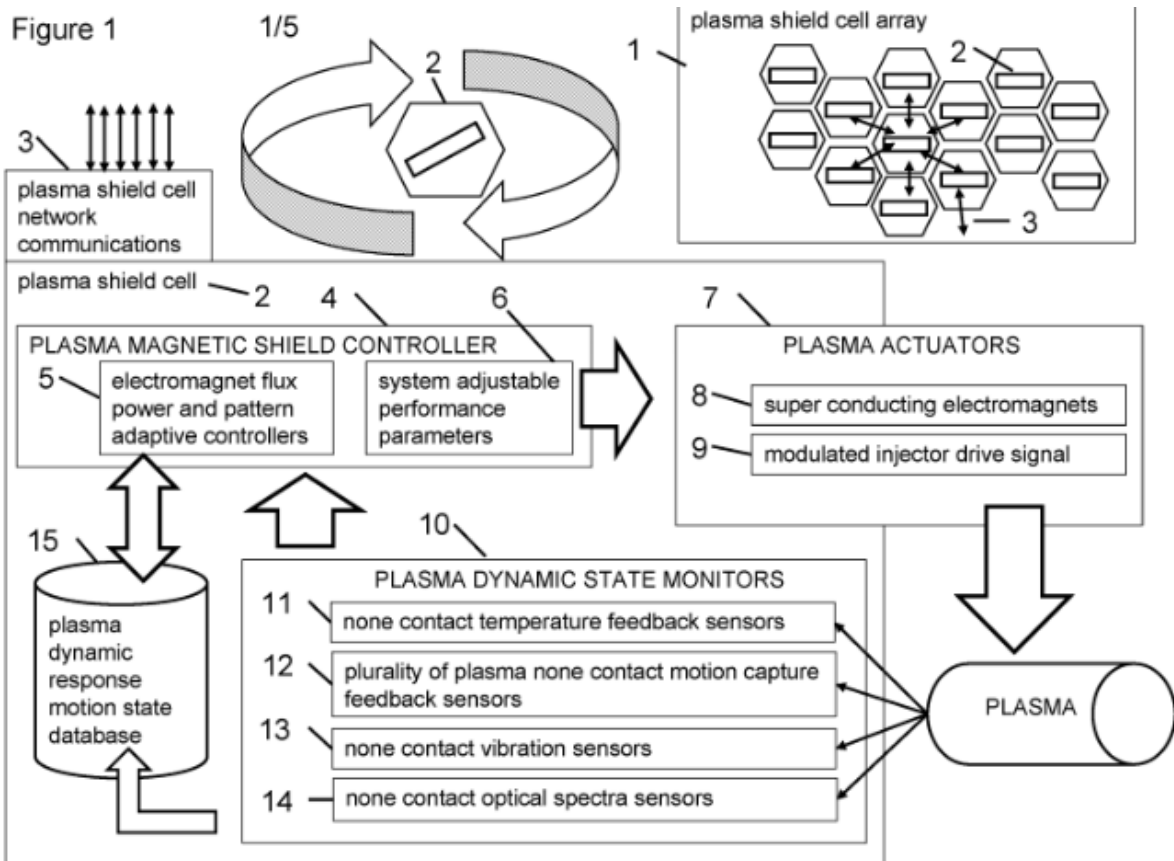 Figure 1
1/5
plasma shield cell array
1
2
2
3
3
plasma shield cell
network
communications
plasma shield cell
2
4
6
7
PLASMA MAGNETIC SHIELD CONTROLLER
5
electromagnet flux
power and pattern
adaptive controllers
system adjustable
performance
parameters
PLASMA ACTUATORS
8
super conducting electromagnets
9
modulated injector drive signal
15
10
plasma
dynamic
response
motion state
database
PLASMA DYNAMIC STATE MONITORS
11
none contact temperature feedback sensors
12
plurality of plasma none contact motion capture
feedback sensors
13
none contact vibration sensors
14
none contact optical spectra sensors
PLASMA